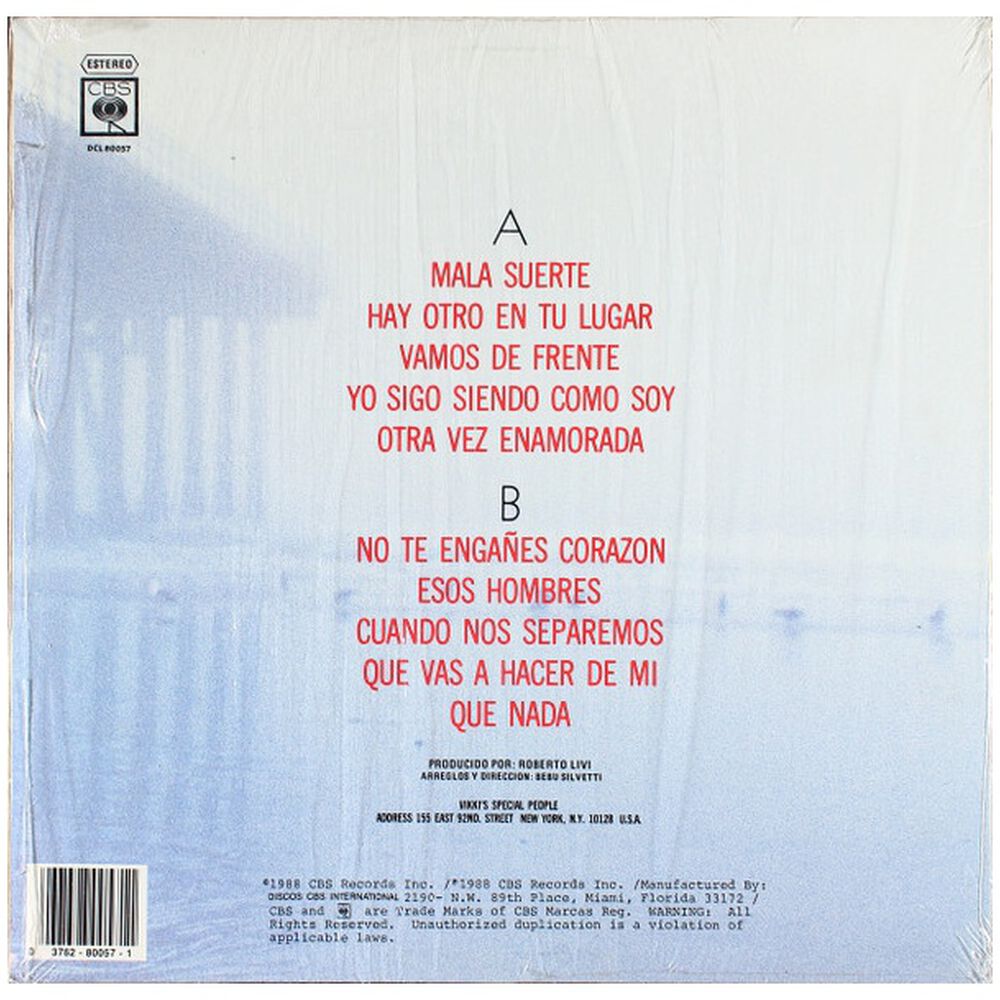 ESTEREO
CBS
DCL 80057
A
MALA SUERTE
HAY OTRO EN TU LUGAR
VAMOS DE FRENTE
YO SIGO SIENDO COMO SOY
OTRA VEZ ENAMORADA
B
NO TE ENGAÑES CORAZON
ESOS HOMBRES
CUANDO NOS SEPAREMOS
QUE VAS A HACER DE MI
QUE NADA
PRODUCIDO POR: ROBERTO LIVI
ARREGLOS Y DIRECCION: BEBU SILVETTI
VIKKI'S SPECIAL PEOPLE
ADDRESS 155 EAST 92ND. STREET NEW YORK, N.Y. 10128 U.S.A.
©1988 CBS Records Inc. /℗1988 CBS Records Inc. /Manufactured By:
DISCOS CBS INTERNATIONAL 2190- N.W. 89th Place, Miami, Florida 33172 /
CBS and are Trade Marks of CBS Marcas Reg. WARNING: All
Rights Reserved. Unauthorized duplication is a violation of
applicable laws.
0 3762-80057-1